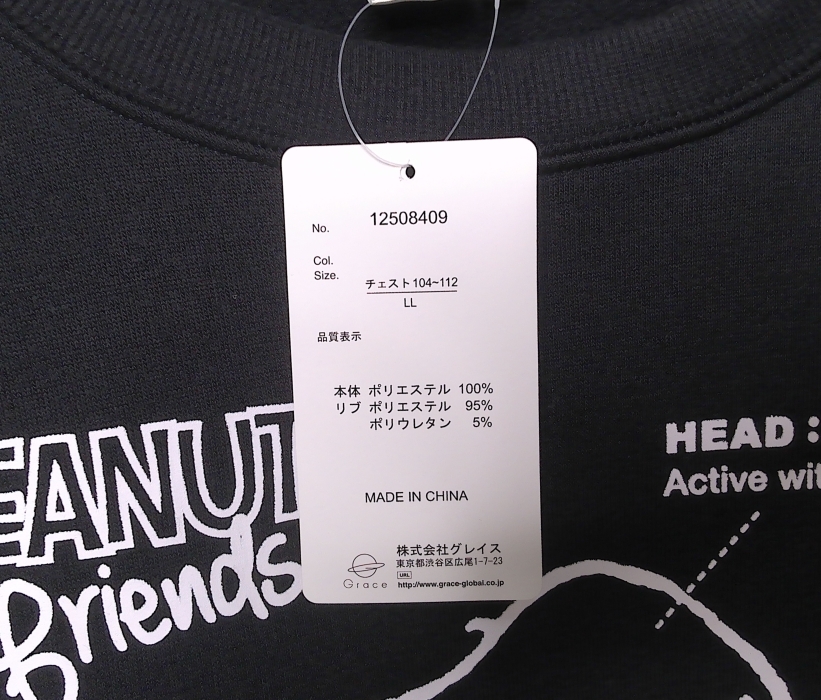 No. 12508409
Col.
Size.
チェスト104~112
LL
品質表示
本体 ポリエステル 100%
リブ ポリエステル 95%
ポリウレタン 5%
MADE IN CHINA
株式会社グレイス
東京都渋谷区広尾1-7-23
URL
http://www.grace-global.co.jp
Grace
EANUT
friends
HEAD :
Active wit